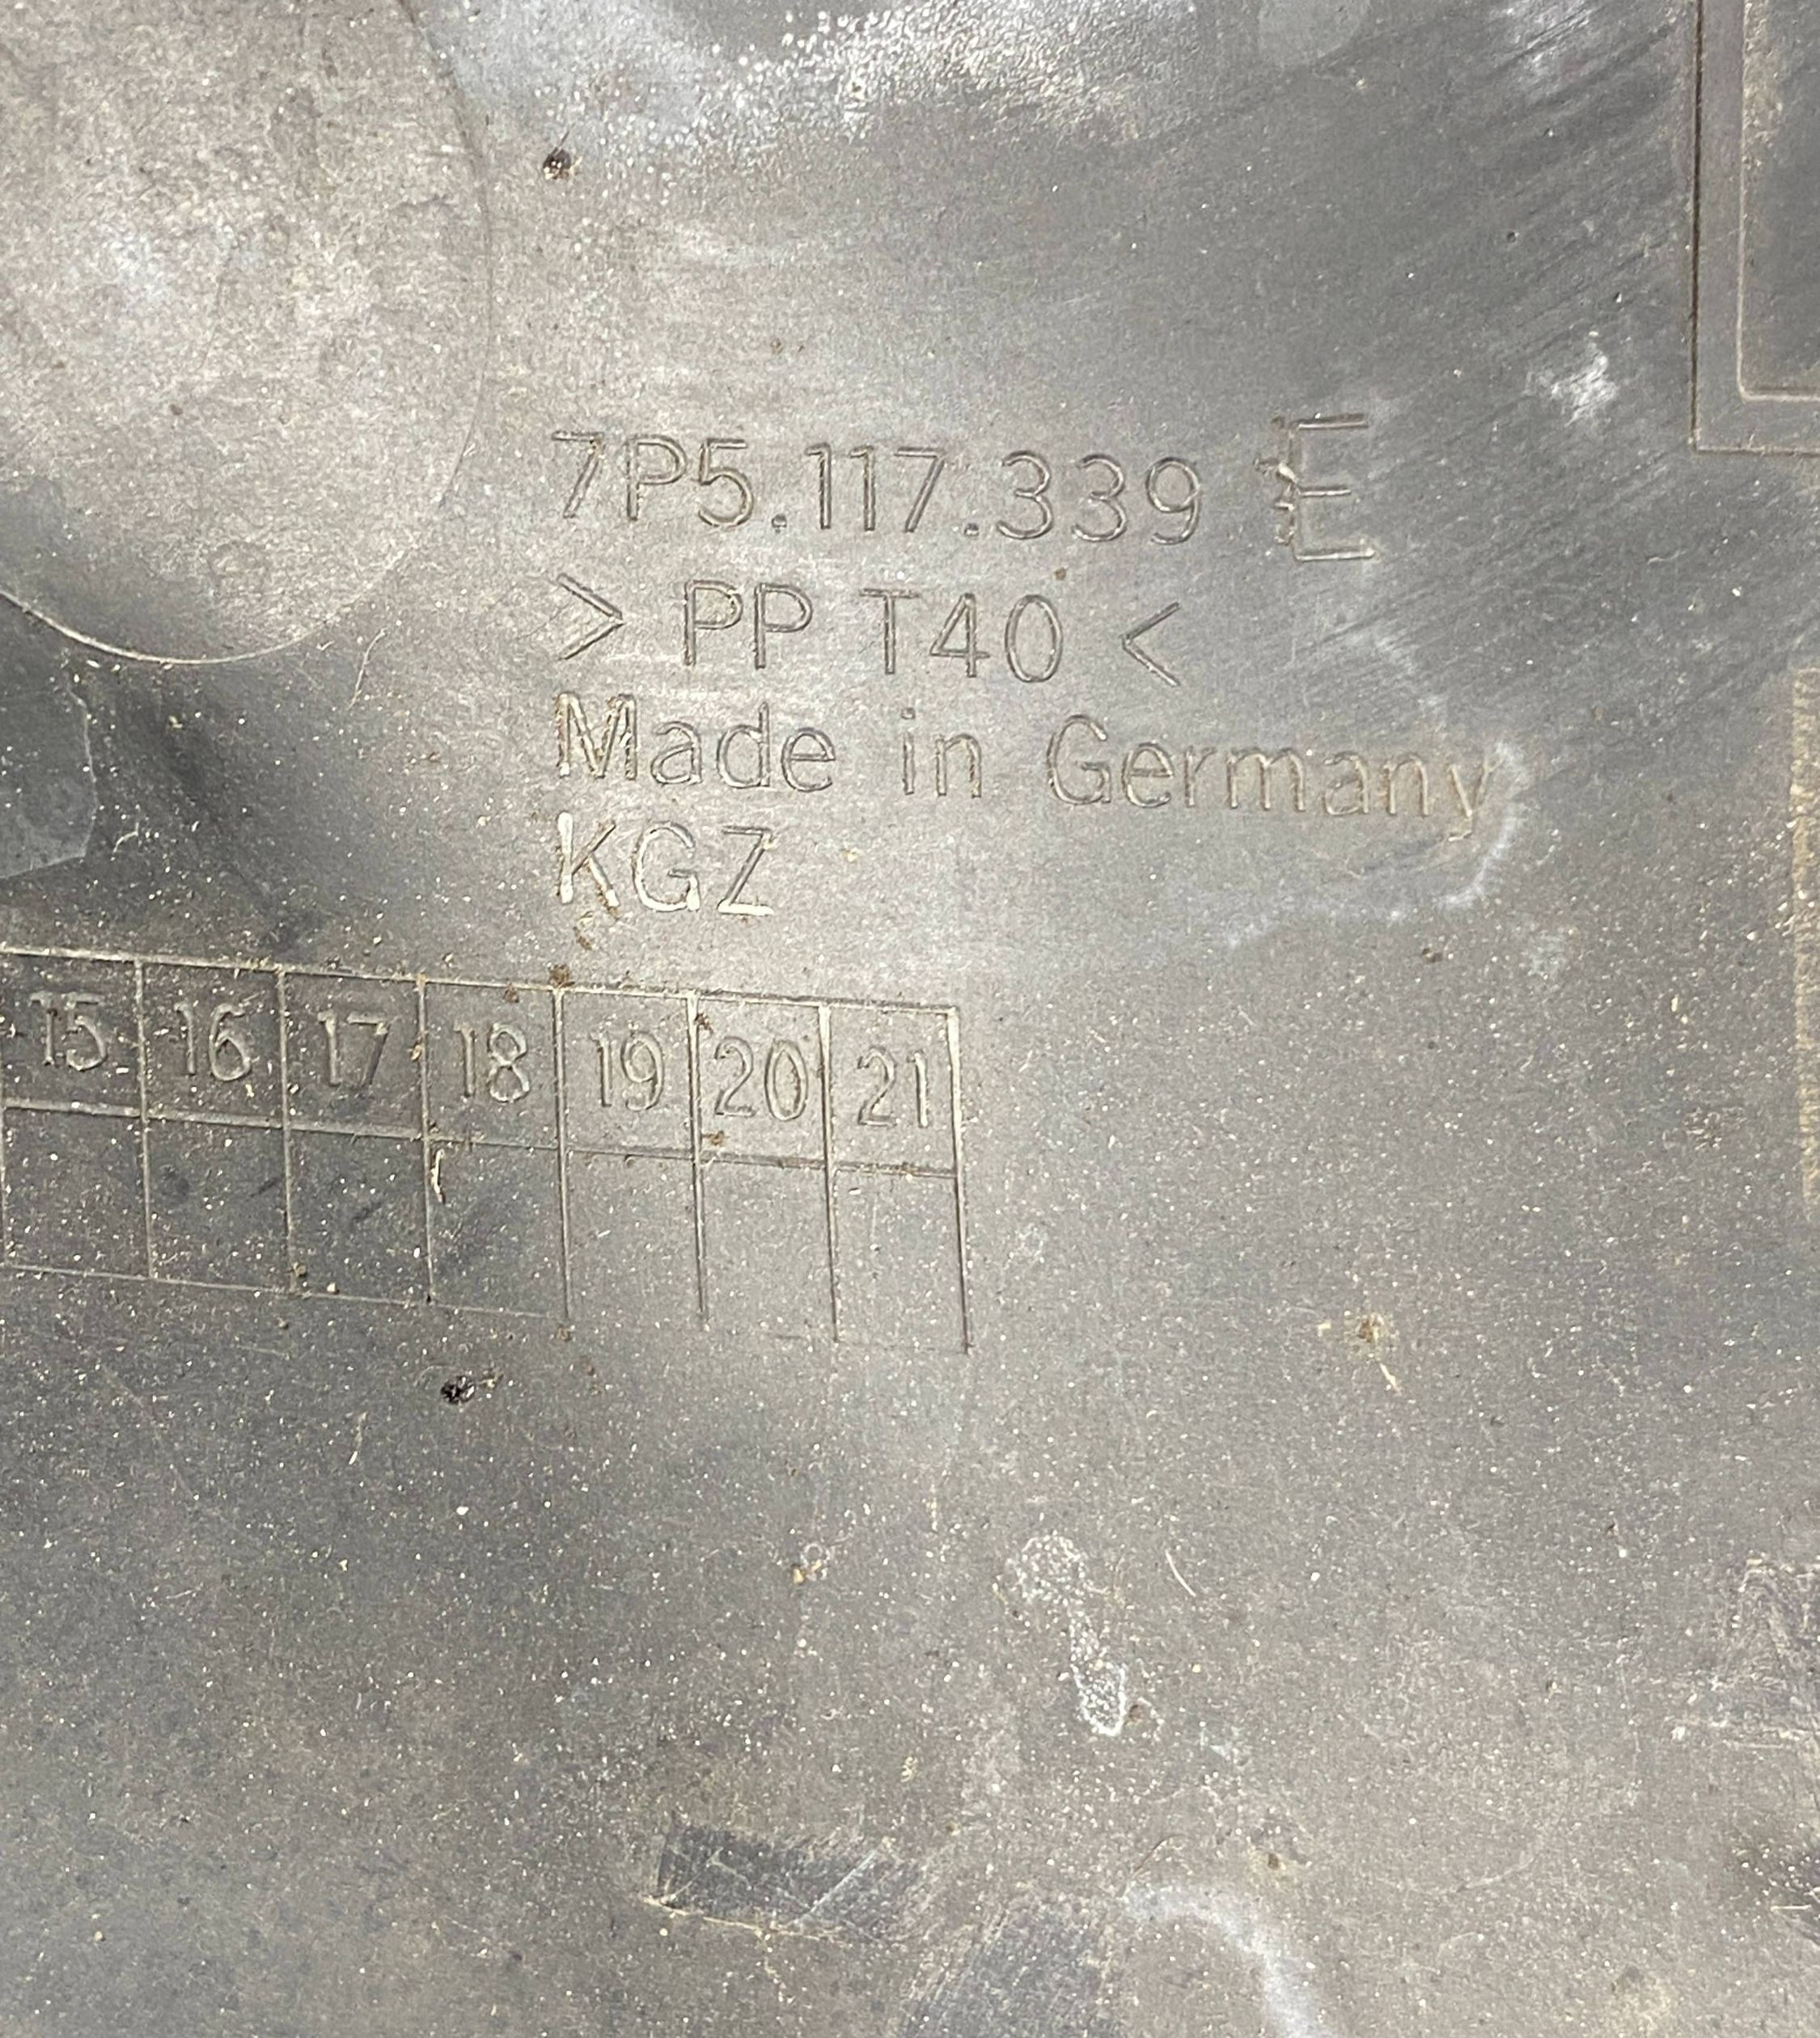 7P5.117.339 E
> PP T40 <
Made in Germany
KGZ
15 16 17 18 19 20 21